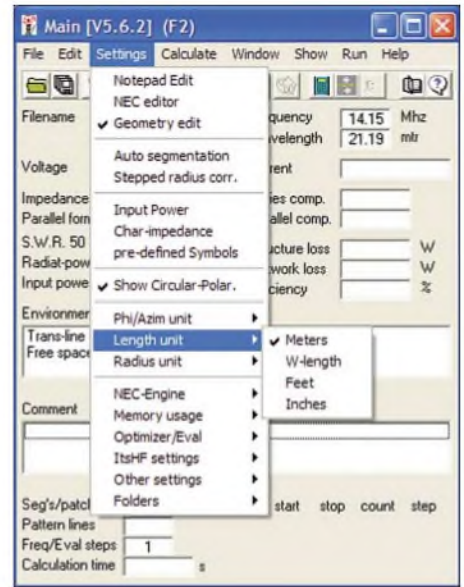 Main [V5.6.2] (F2)
File Edit Settings Calculate Window Show Run Help
Notepad Edit
NEC editor
Geometry edit
Auto segmentation
Stepped radius corr.
Input Power
Char-impedance
pre-defined Symbols
Show Circular-Polar.
Phi/Azim unit
Length unit
Radius unit
NEC-Engine
Memory usage
Optimizer/Eval
ItsHF settings
Other settings
Folders
Meters
W-length
Feet
Inches
Filename quency 14.15 Mhz
velength 21.19 mtr
Voltage rent
Impedance ies comp.
Parallel form allel comp.
S.W.R. 50 ucture loss W
Radiat-pow work loss W
Input powe ciency %
Environmen
Trans-line
Free space
Comment
Seg's/patch start stop count step
Pattern lines
Freq/Eval steps 1
Calculation time s